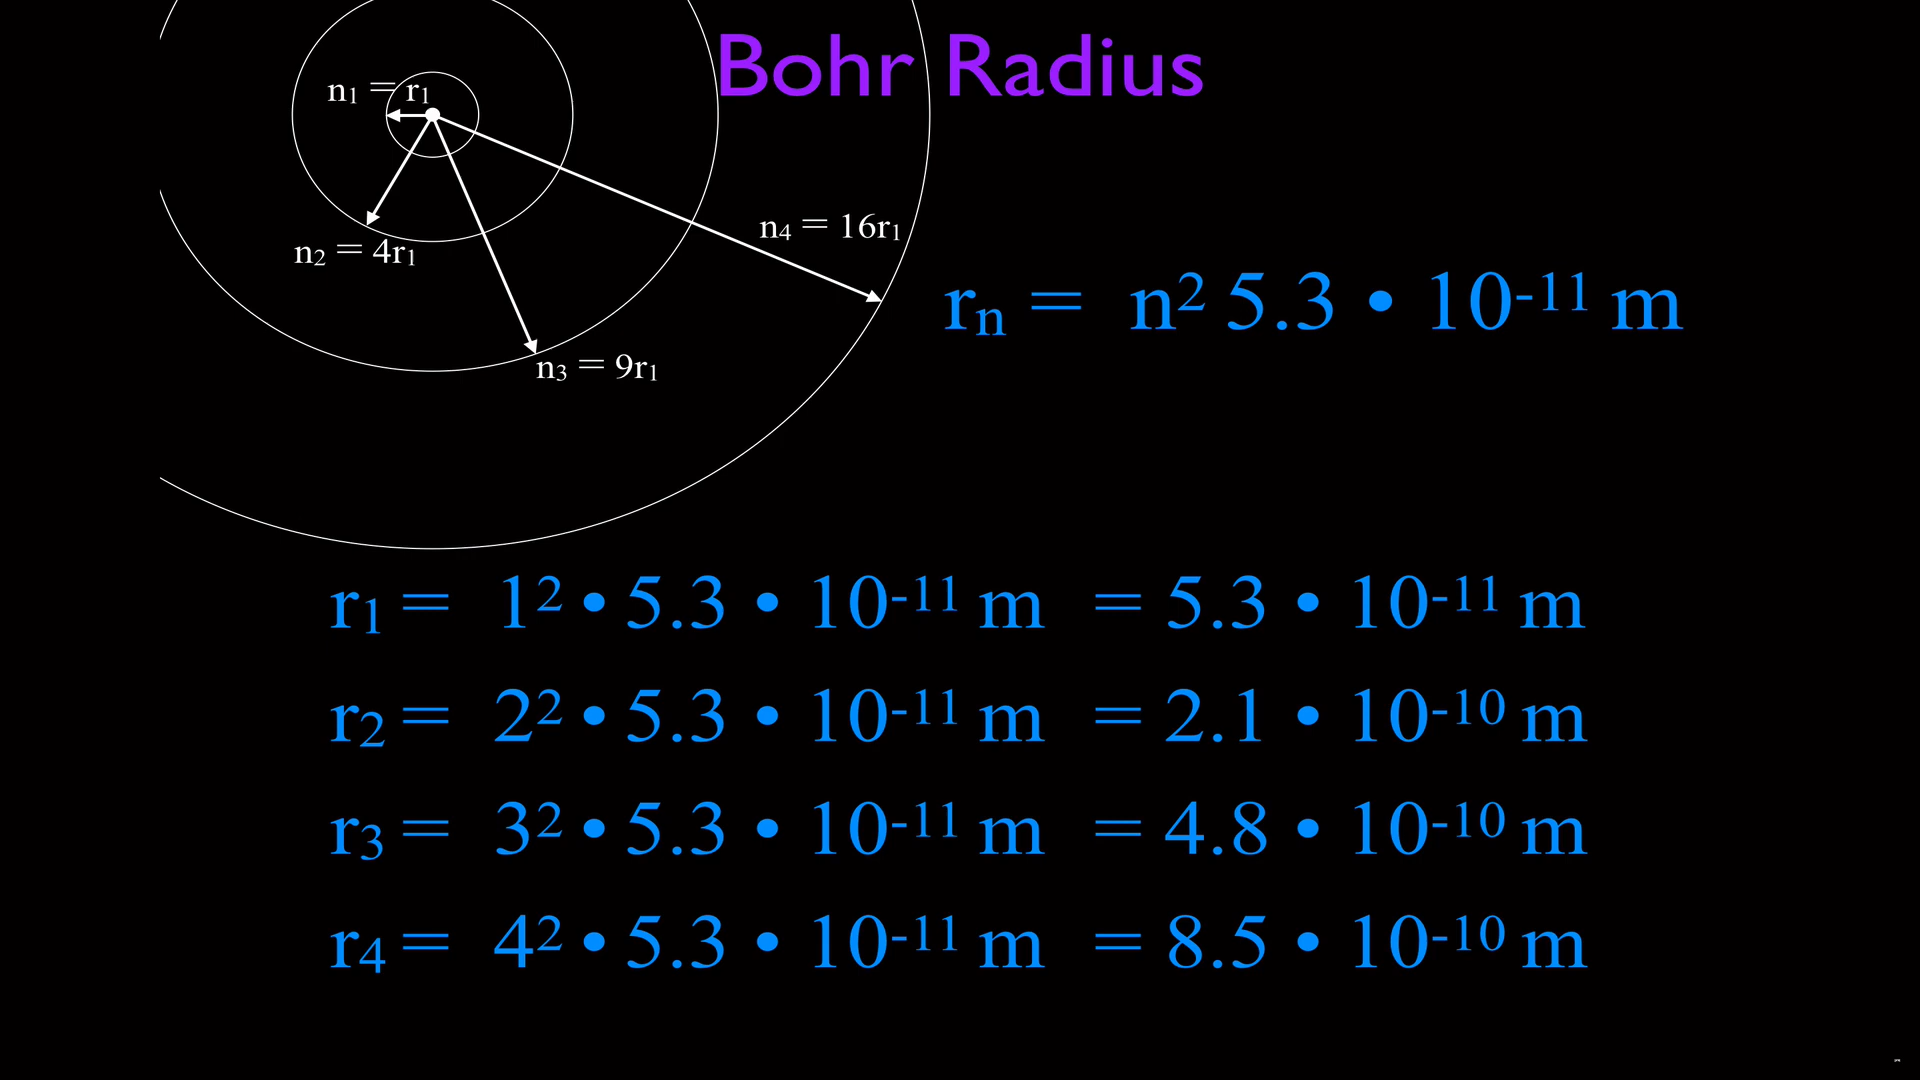 Bohr Radius
n₁ = r₁
n₂ = 4r₁
n₃ = 9r₁
n₄ = 16r₁
rₙ = n² 5.3 • 10⁻¹¹ m
r₁ = 1² • 5.3 • 10⁻¹¹ m = 5.3 • 10⁻¹¹ m
r₂ = 2² • 5.3 • 10⁻¹¹ m = 2.1 • 10⁻¹⁰ m
r₃ = 3² • 5.3 • 10⁻¹¹ m = 4.8 • 10⁻¹⁰ m
r₄ = 4² • 5.3 • 10⁻¹¹ m = 8.5 • 10⁻¹⁰ m